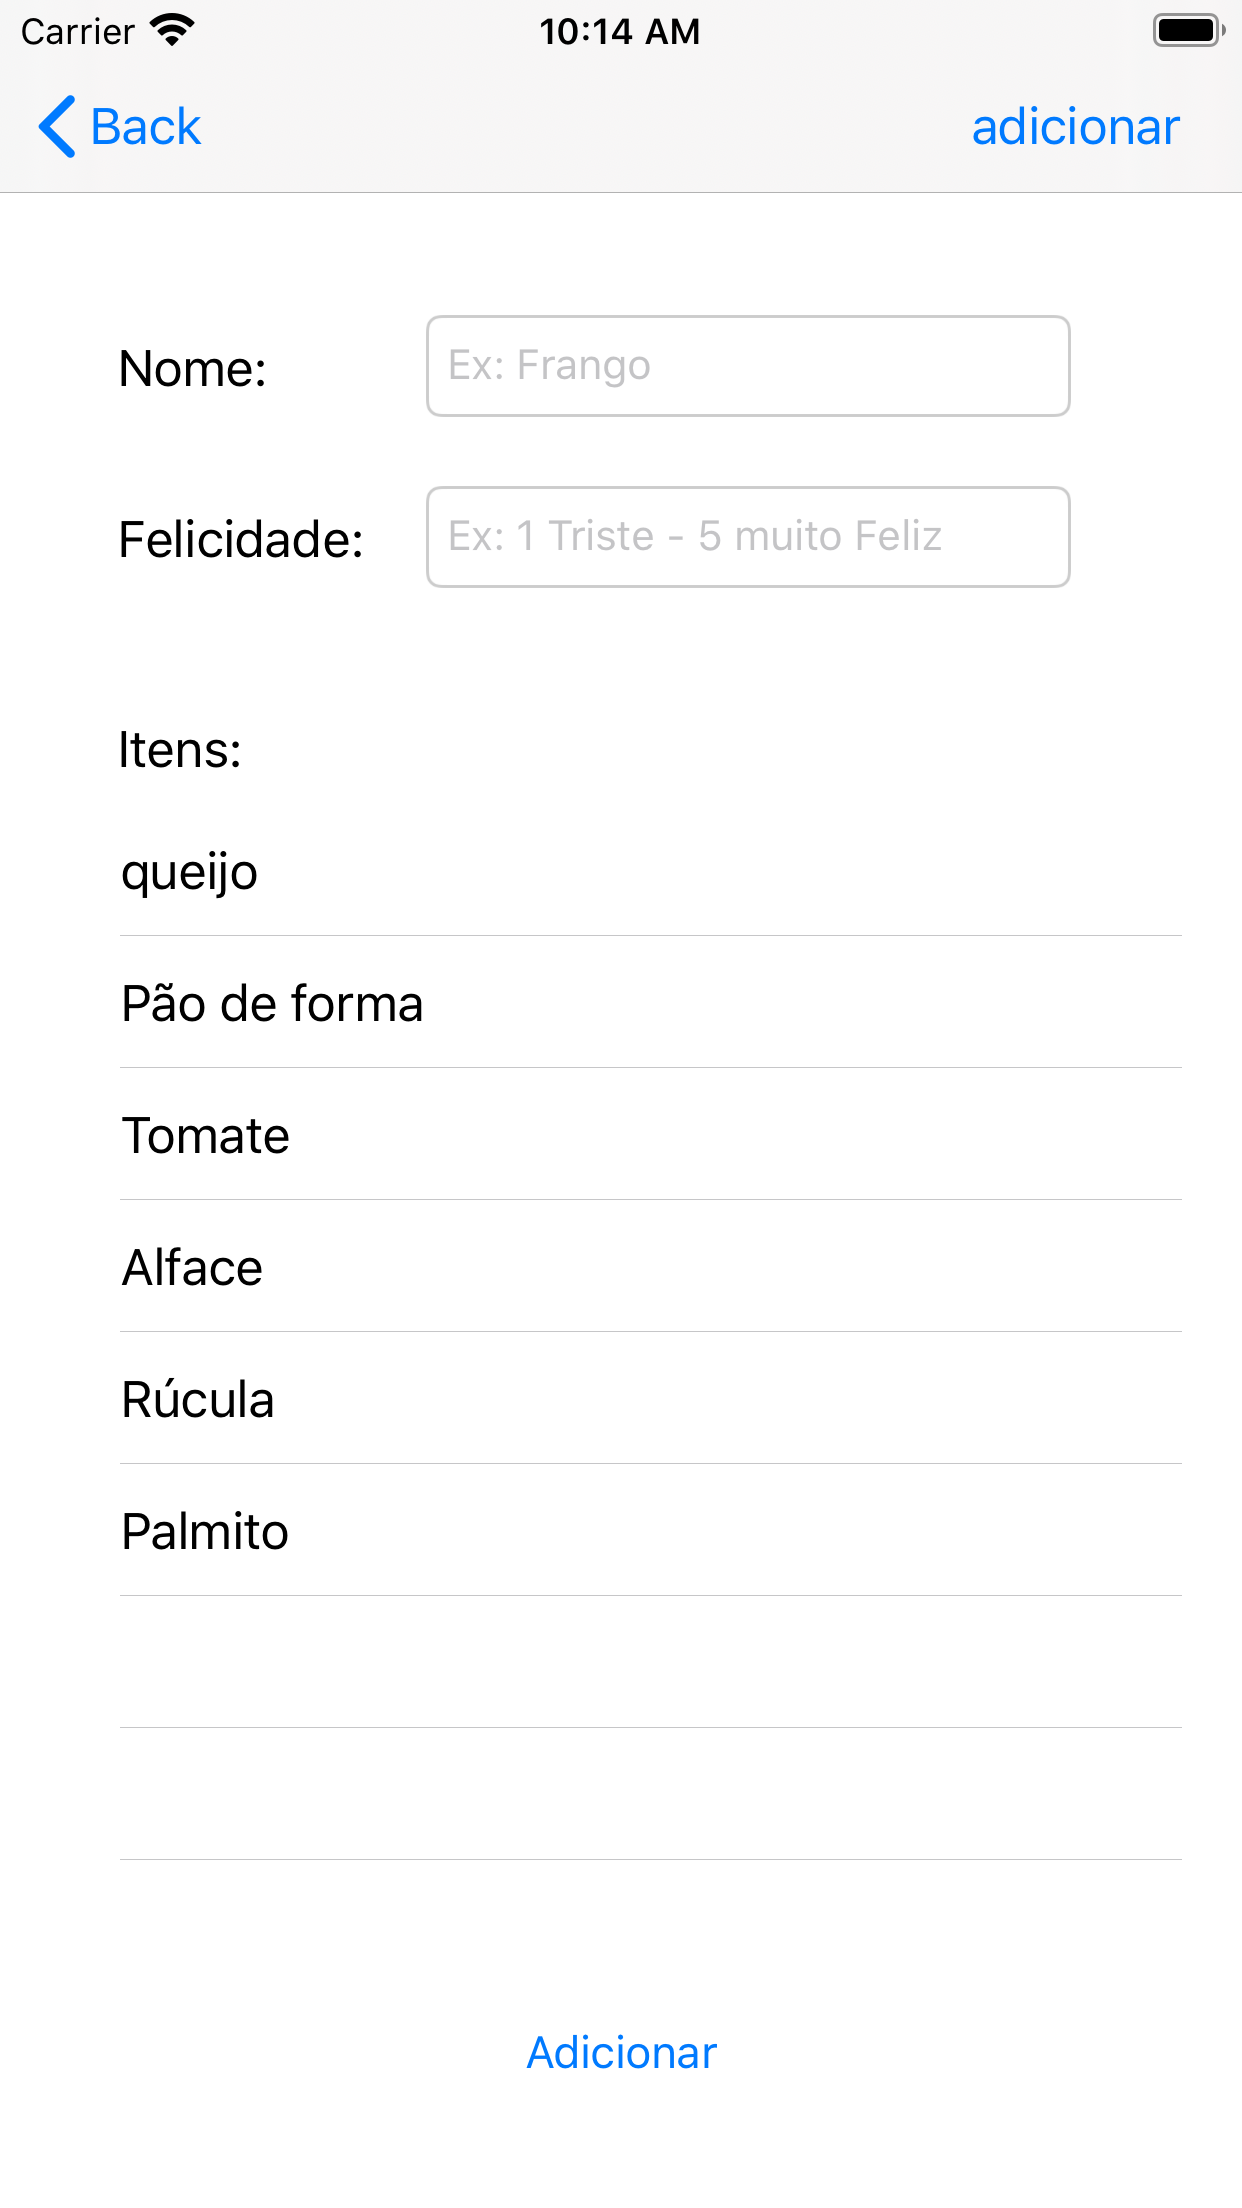 Carrier 10:14 AM
Back adicionar
Nome: Ex: Frango
Felicidade: Ex: 1 Triste - 5 muito Feliz
Itens:
queijo
Pão de forma
Tomate
Alface
Rúcula
Palmito
Adicionar